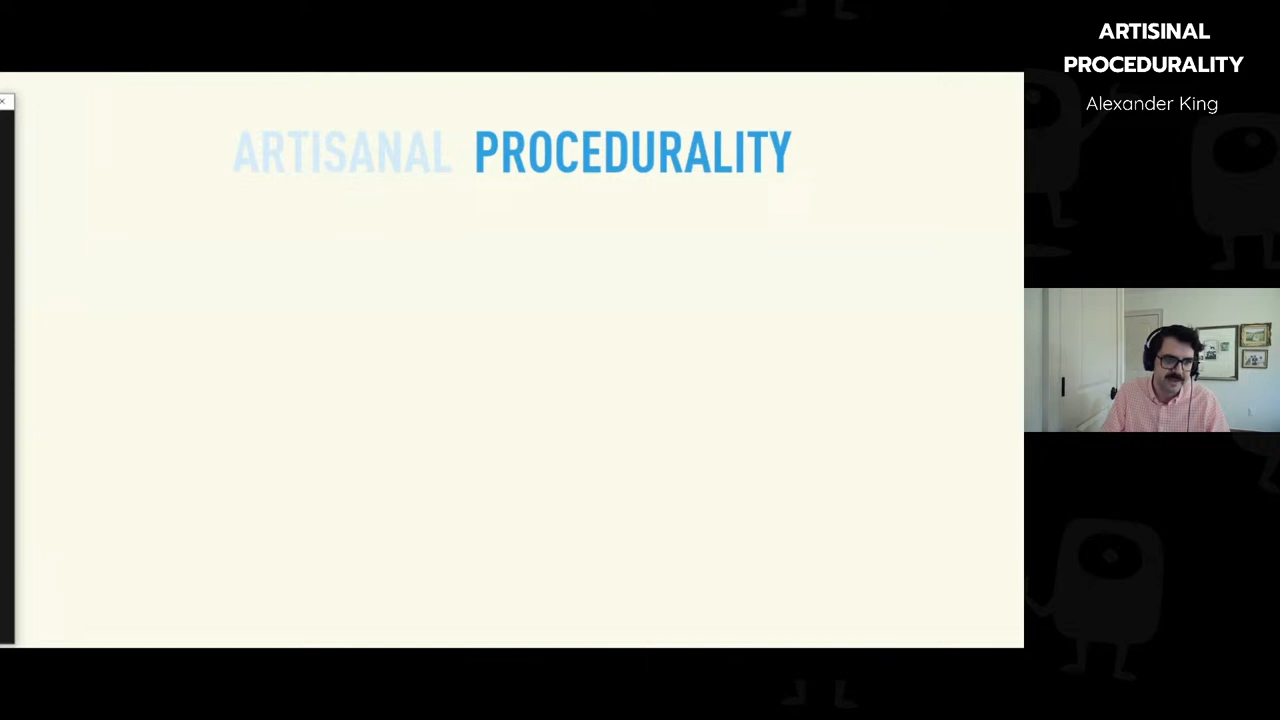 ARTISINAL
PROCEDURALITY
Alexander King
ARTISANAL PROCEDURALITY